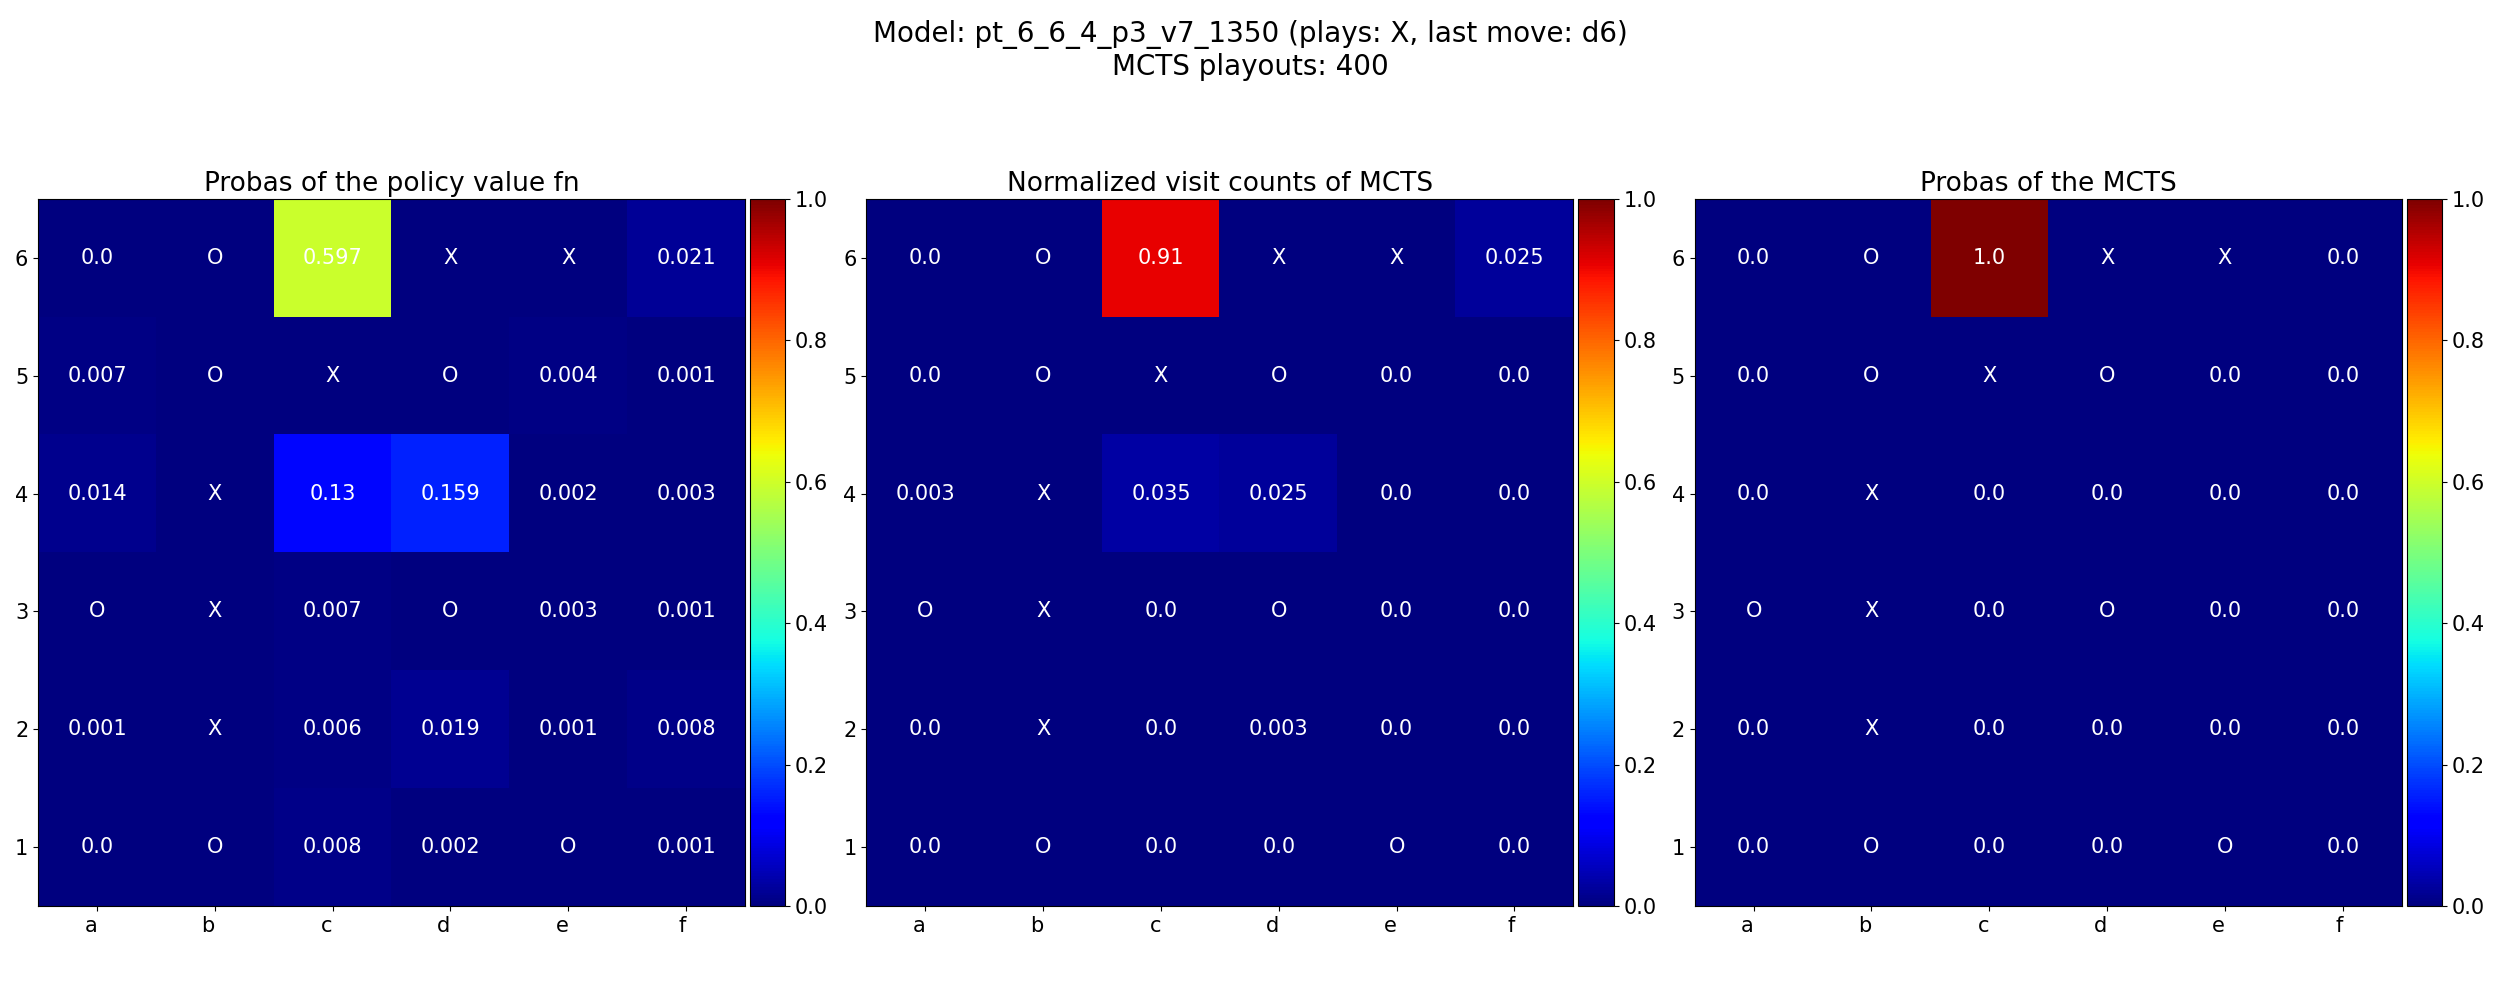 Model: pt_6_6_4_p3_v7_1350 (plays: X, last move: d6)
MCTS playouts: 400
Probas of the policy value fn
6 0.0 O 0.597 X X 0.021
5 0.007 O X O 0.004 0.001
4 0.014 X 0.13 0.159 0.002 0.003
3 O X 0.007 O 0.003 0.001
2 0.001 X 0.006 0.019 0.001 0.008
1 0.0 O 0.008 0.002 O 0.001
a b c d e f
1.0
0.8
0.6
0.4
0.2
0.0
Normalized visit counts of MCTS
6 0.0 O 0.91 X X 0.025
5 0.0 O X O 0.0 0.0
4 0.003 X 0.035 0.025 0.0 0.0
3 O X 0.0 O 0.0 0.0
2 0.0 X 0.0 0.003 0.0 0.0
1 0.0 O 0.0 0.0 O 0.0
a b c d e f
1.0
0.8
0.6
0.4
0.2
0.0
Probas of the MCTS
6 0.0 O 1.0 X X 0.0
5 0.0 O X O 0.0 0.0
4 0.0 X 0.0 0.0 0.0 0.0
3 O X 0.0 O 0.0 0.0
2 0.0 X 0.0 0.0 0.0 0.0
1 0.0 O 0.0 0.0 O 0.0
a b c d e f
1.0
0.8
0.6
0.4
0.2
0.0